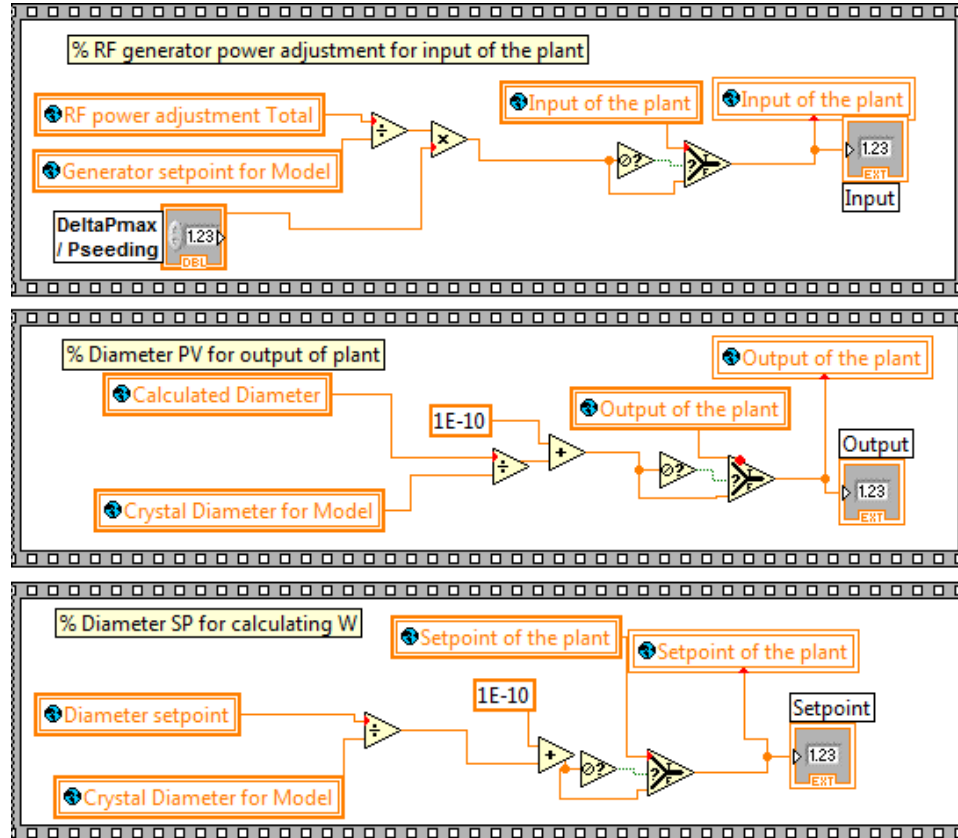 % RF generator power adjustment for input of the plant
RF power adjustment Total
Input of the plant
Input of the plant
÷
×
Generator setpoint for Model
?
? T F
1.23
EXT
Input
DeltaPmax
/ Pseeding
1.23
DBL
% Diameter PV for output of plant
Output of the plant
Calculated Diameter
Output of the plant
1E-10
Output
÷
+
?
? T F
1.23
EXT
Crystal Diameter for Model
% Diameter SP for calculating W
Setpoint of the plant
Setpoint of the plant
1E-10
Setpoint
Diameter setpoint
÷
+
?
? T F
1.23
EXT
Crystal Diameter for Model